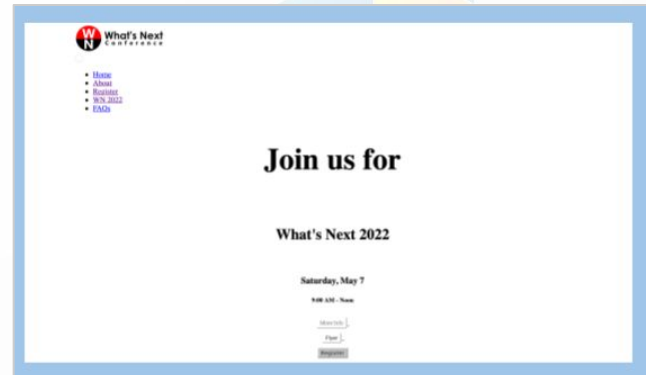 WN What's Next
Conference
Home
About
Register
WN 2022
FAQs
Join us for
What's Next 2022
Saturday, May 7
9:00 AM - Noon
More Info
Flyer
Register